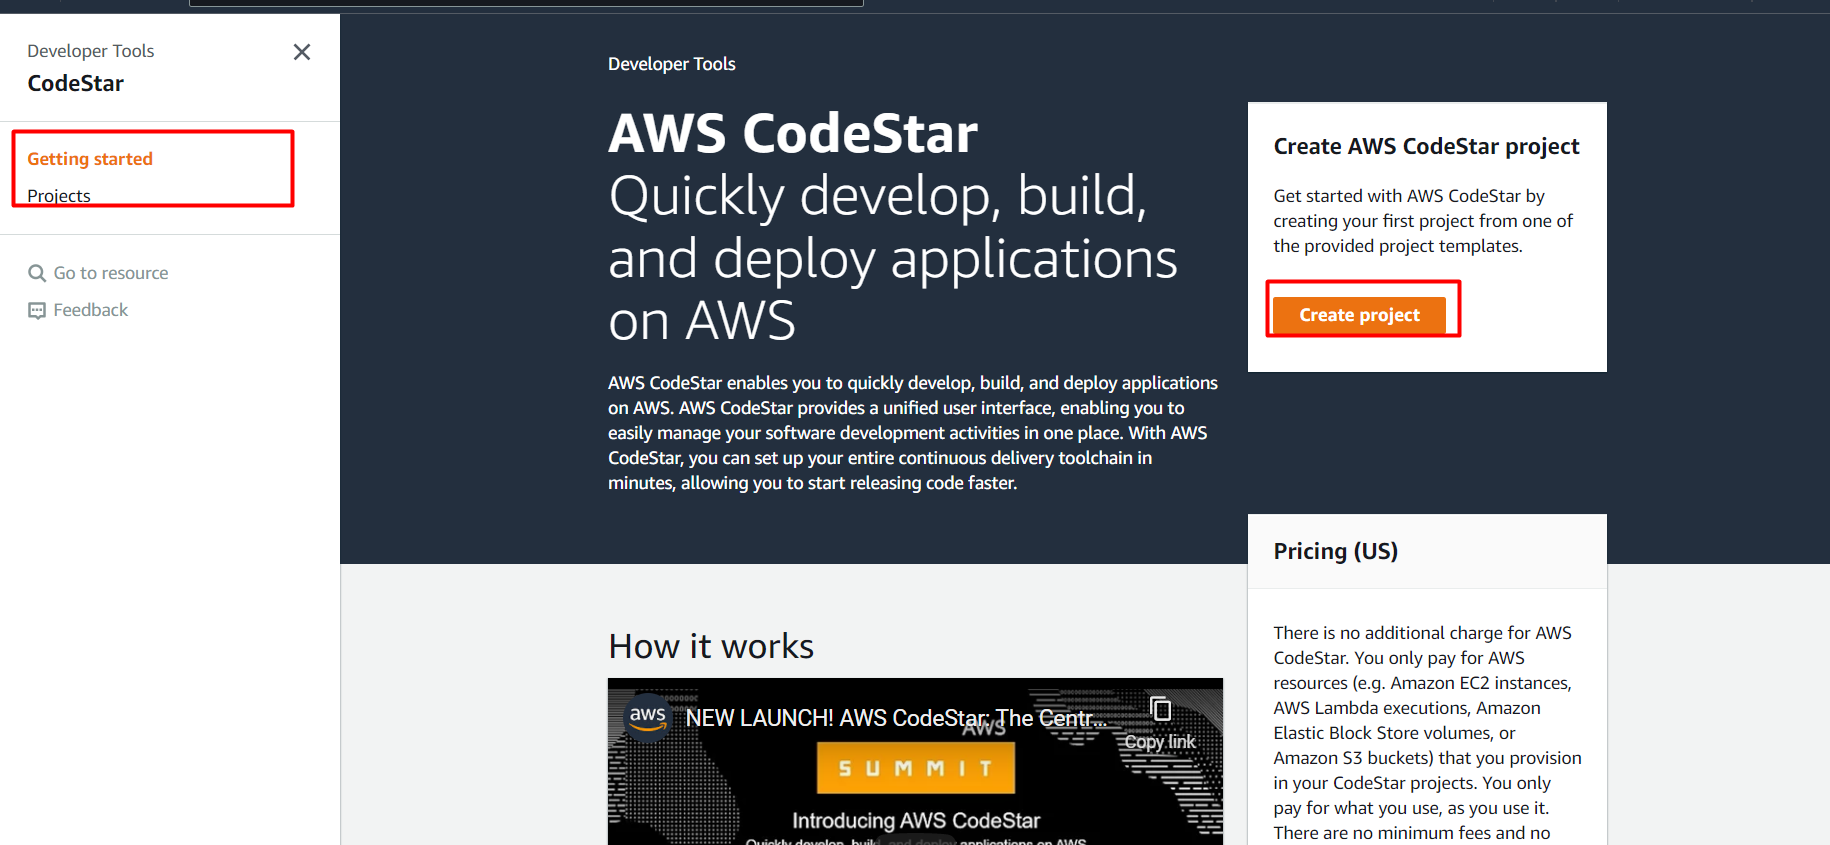 Developer Tools
CodeStar
Getting started
Projects
Go to resource
Feedback
Developer Tools
AWS CodeStar
Quickly develop, build,
and deploy applications
on AWS
AWS CodeStar enables you to quickly develop, build, and deploy applications
on AWS. AWS CodeStar provides a unified user interface, enabling you to
easily manage your software development activities in one place. With AWS
CodeStar, you can set up your entire continuous delivery toolchain in
minutes, allowing you to start releasing code faster.
Create AWS CodeStar project
Get started with AWS CodeStar by
creating your first project from one of
the provided project templates.
Create project
How it works
aws
NEW LAUNCH! AWS CodeStar: The Centr...
Copy link
AWS
SUMMIT
Introducing AWS CodeStar
Quickly develop, build, and deploy applications on AWS
Pricing (US)
There is no additional charge for AWS
CodeStar. You only pay for AWS
resources (e.g. Amazon EC2 instances,
AWS Lambda executions, Amazon
Elastic Block Store volumes, or
Amazon S3 buckets) that you provision
in your CodeStar projects. You only
pay for what you use, as you use it.
There are no minimum fees and no